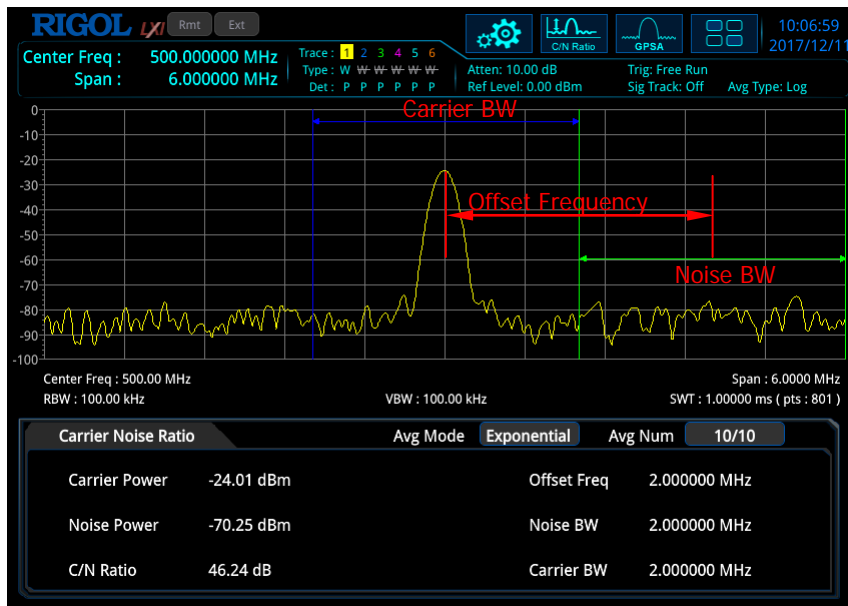 RIGOL LXI Rmt Ext C/N Ratio GPSA 10:06:59
2017/12/11
Center Freq : 500.000000 MHz
Span : 6.000000 MHz
Trace : 1 2 3 4 5 6
Type : W W W W W W
Det : P P P P P P
Atten: 10.00 dB Trig: Free Run
Ref Level: 0.00 dBm Sig Track: Off Avg Type: Log
Carrier BW
0
-10
-20
-30
-40
-50
-60
-70
-80
-90
-100
Offset Frequency
Noise BW
Center Freq : 500.00 MHz Span : 6.0000 MHz
RBW : 100.00 kHz VBW : 100.00 kHz SWT : 1.00000 ms ( pts : 801 )
Carrier Noise Ratio Avg Mode Exponential Avg Num 10/10
Carrier Power -24.01 dBm Offset Freq 2.000000 MHz
Noise Power -70.25 dBm Noise BW 2.000000 MHz
C/N Ratio 46.24 dB Carrier BW 2.000000 MHz